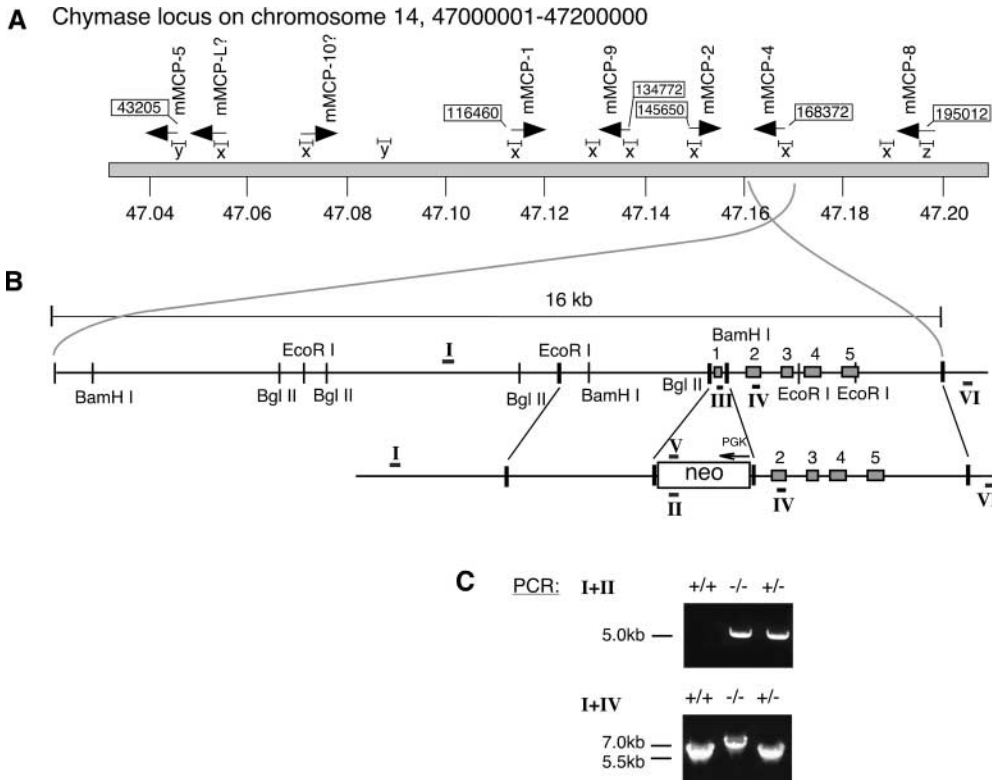 A Chymase locus on chromosome 14, 47000001-47200000
mMCP-5
mMCP-L?
mMCP-10?
mMCP-1
mMCP-9
mMCP-2
mMCP-4
mMCP-8
43205
116460
134772
145650
168372
195012
y x x y x x x x x x z
47.04 47.06 47.08 47.10 47.12 47.14 47.16 47.18 47.20
B
16 kb
BamH I
EcoR I
I
EcoR I
1 2 3 4 5
BamH I
Bgl II
Bgl II
Bgl II
BamH I
Bgl II
III
IV
EcoR I
EcoR I
VI
I
V
PGK
2 3 4 5
neo
II
IV
V
C PCR: I+II +/+ -/- +/-
5.0kb
I+IV +/+ -/- +/-
7.0kb
5.5kb